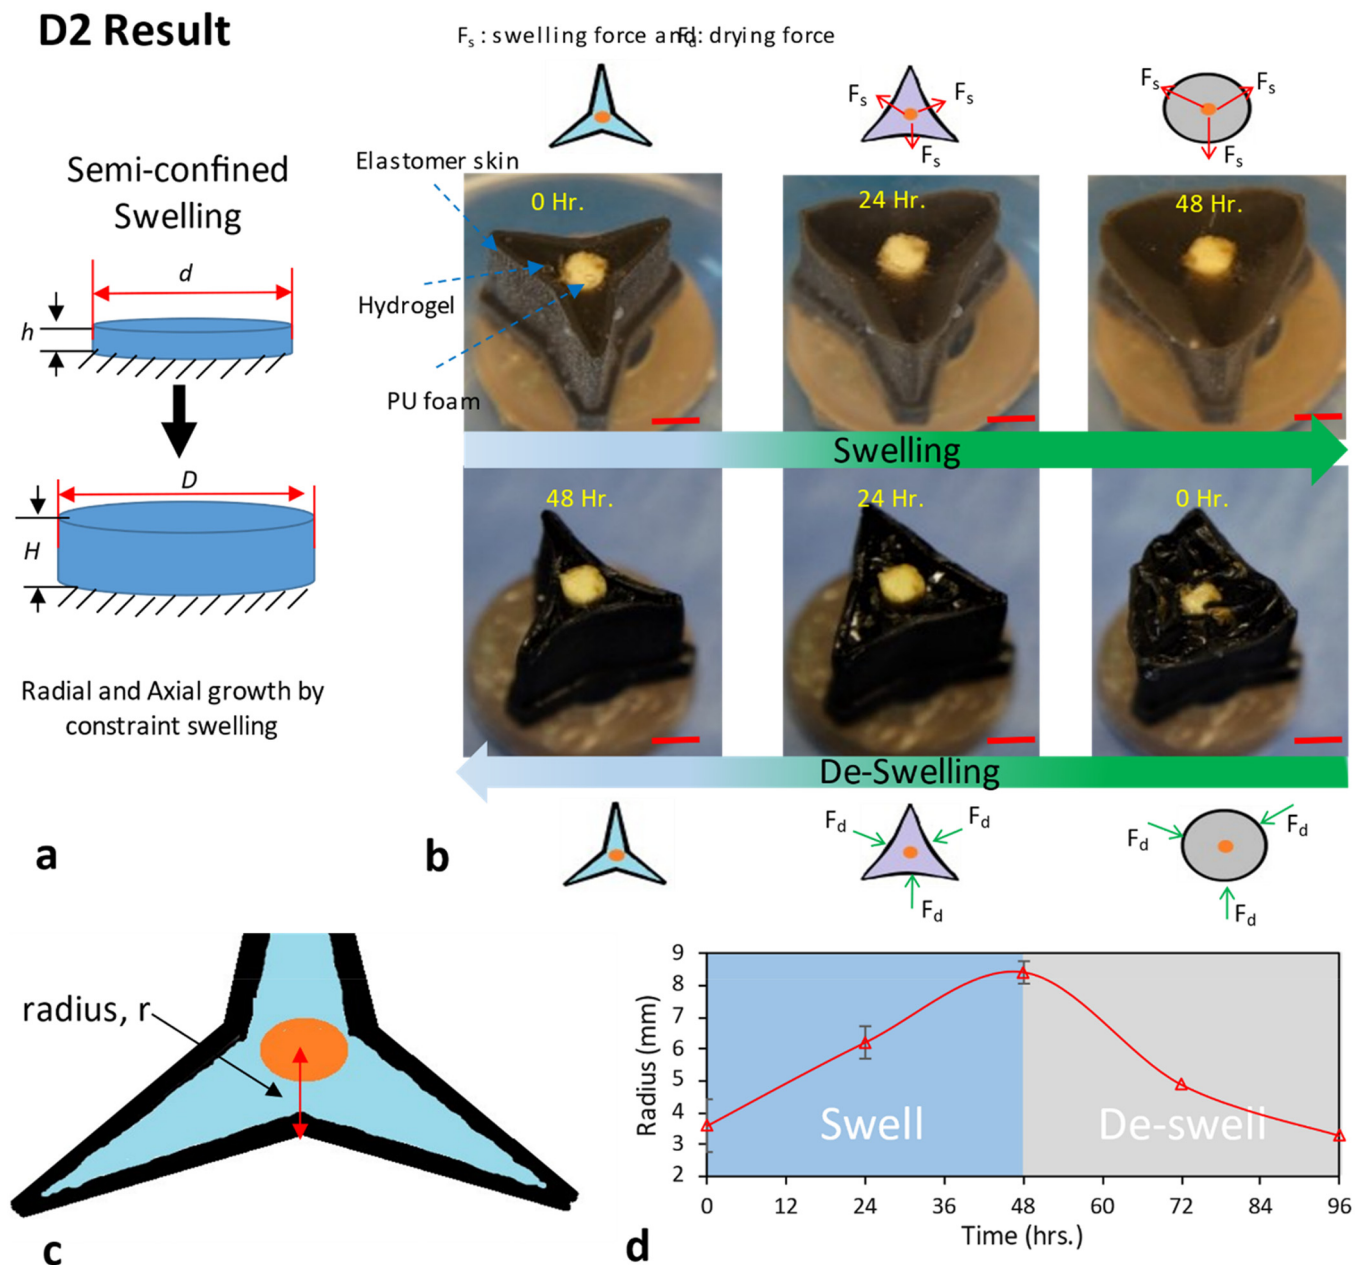 D2 Result
Fs : swelling force and Fd: drying force
Semi-confined
Swelling
d
h
D
H
Radial and Axial growth by
constraint swelling
a
Fs
Fs
Fs
Fs
Fs
Fs
Elastomer skin
Hydrogel
PU foam
0 Hr.
24 Hr.
48 Hr.
Swelling
48 Hr.
24 Hr.
0 Hr.
De-Swelling
Fd
Fd
Fd
Fd
Fd
Fd
b
radius, r
c
9
8
7
6
5
4
3
2
Radius (mm)
Swell
De-swell
0
12
24
36
48
60
72
84
96
Time (hrs.)
d